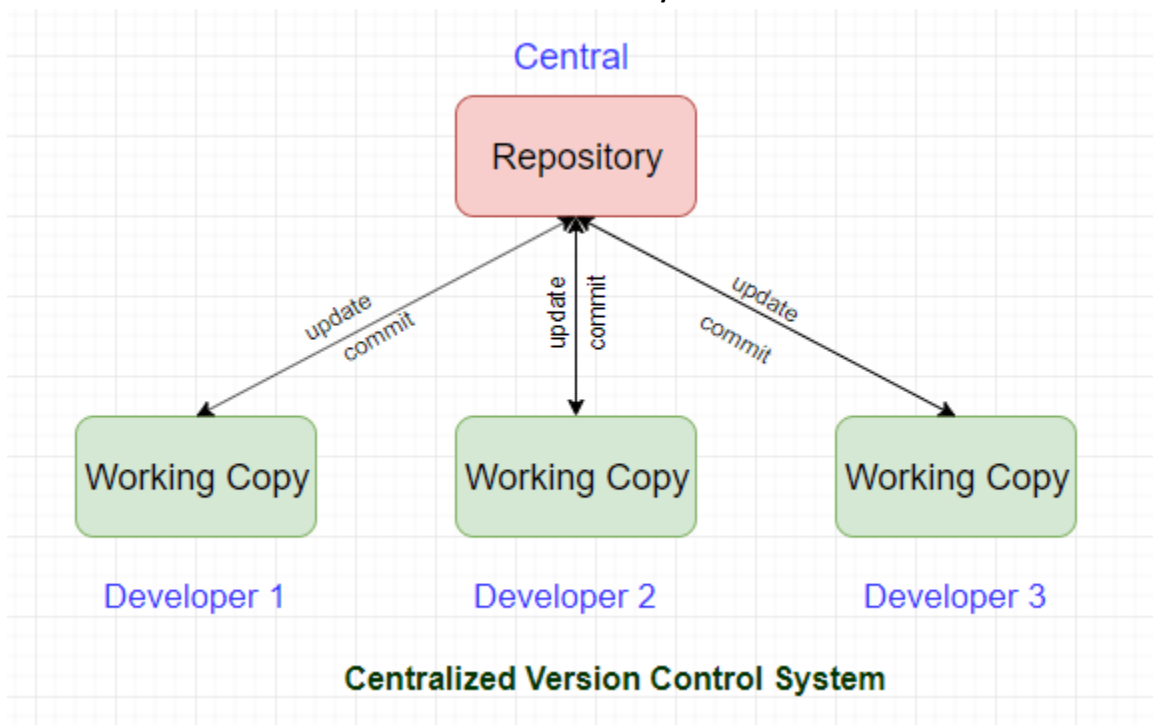 Central
Repository
update
commit
update
commit
update
commit
Working Copy
Working Copy
Working Copy
Developer 1
Developer 2
Developer 3
Centralized Version Control System